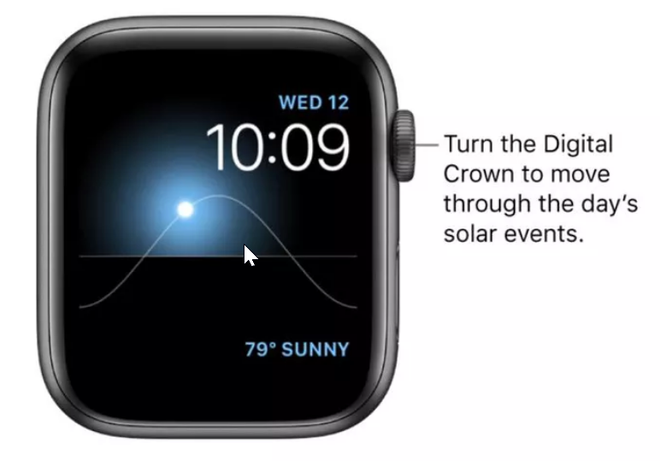 WED 12
10:09
Turn the Digital
Crown to move
through the day’s
solar events.
79° SUNNY